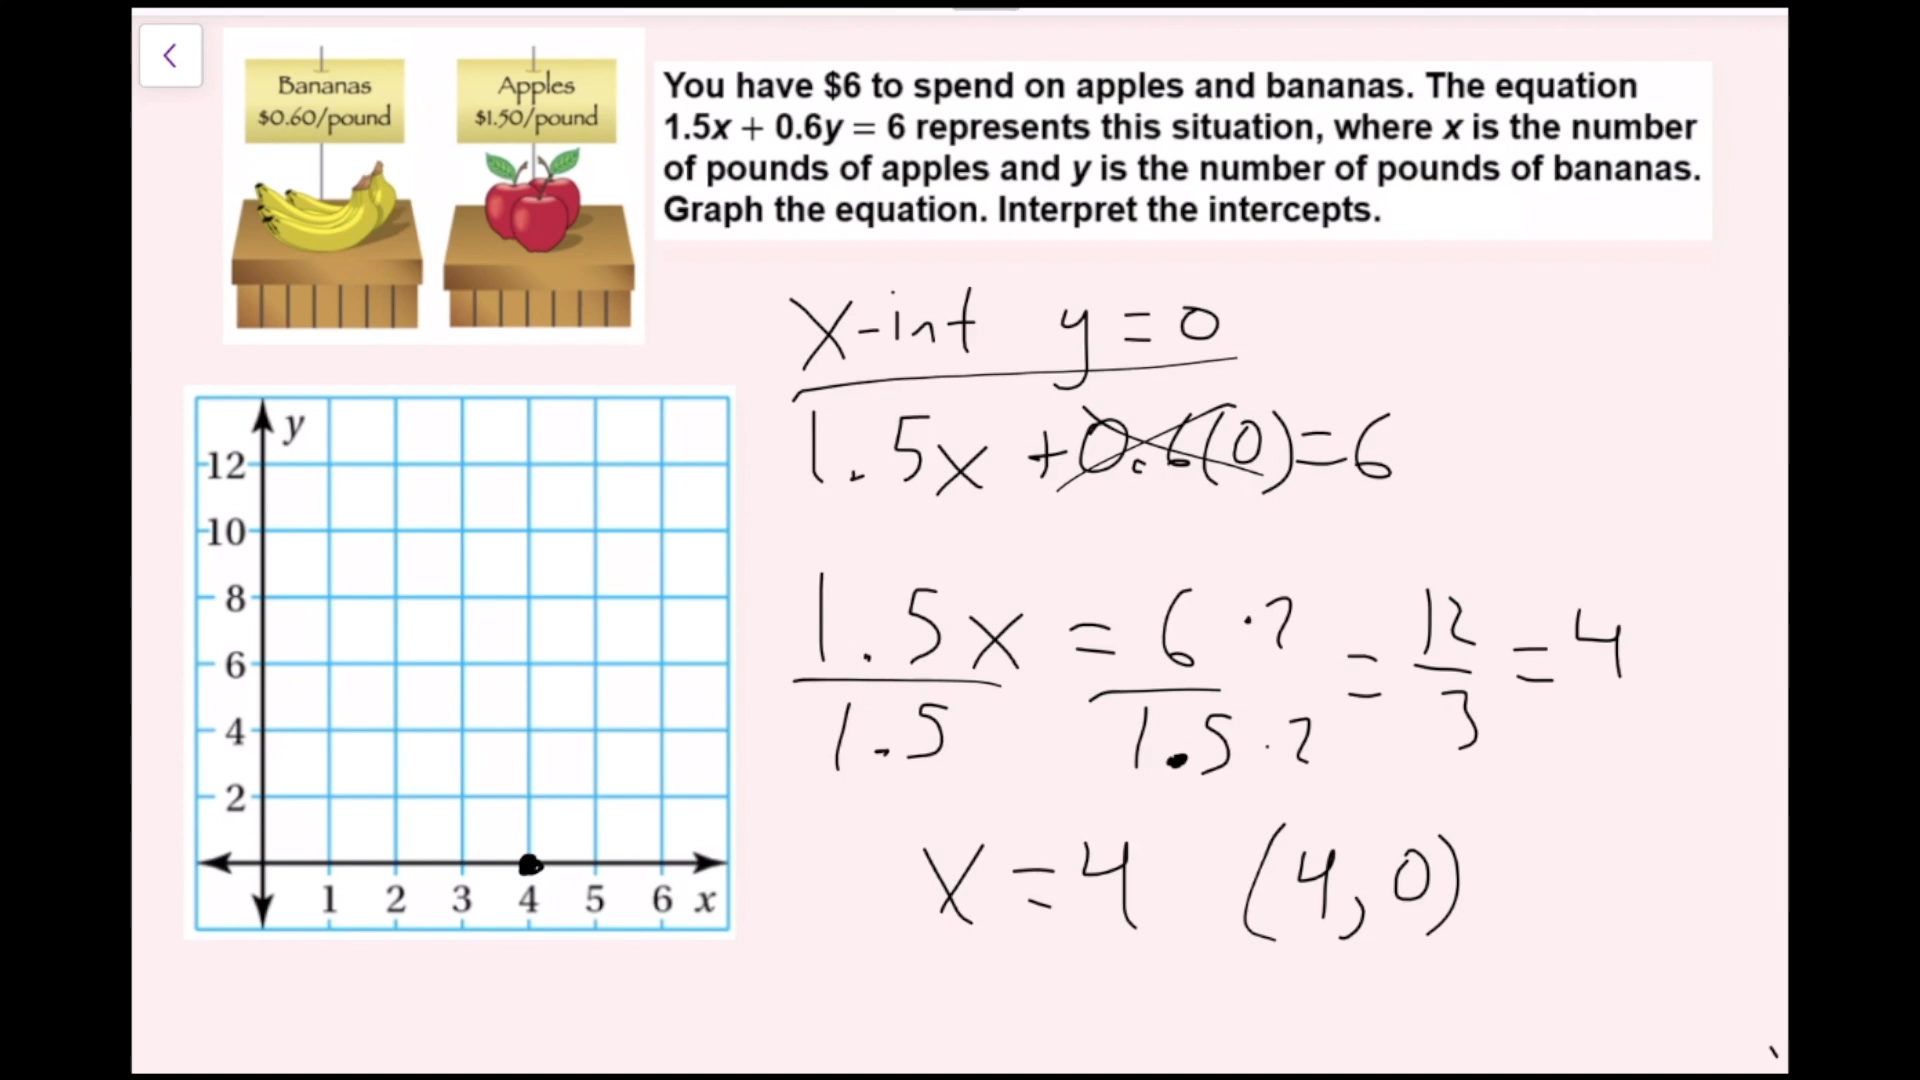 Bananas
$0.60/pound
Apples
$1.50/pound
You have $6 to spend on apples and bananas. The equation
1.5x + 0.6y = 6 represents this situation, where x is the number
of pounds of apples and y is the number of pounds of bananas.
Graph the equation. Interpret the intercepts.
x-int y=0
1.5x +0.6(0)=6
1.5x = 6·2 = 12 = 4
1.5 1.5·2 3
x=4 (4,0)
y
12
10
8
6
4
2
1 2 3 4 5 6 x